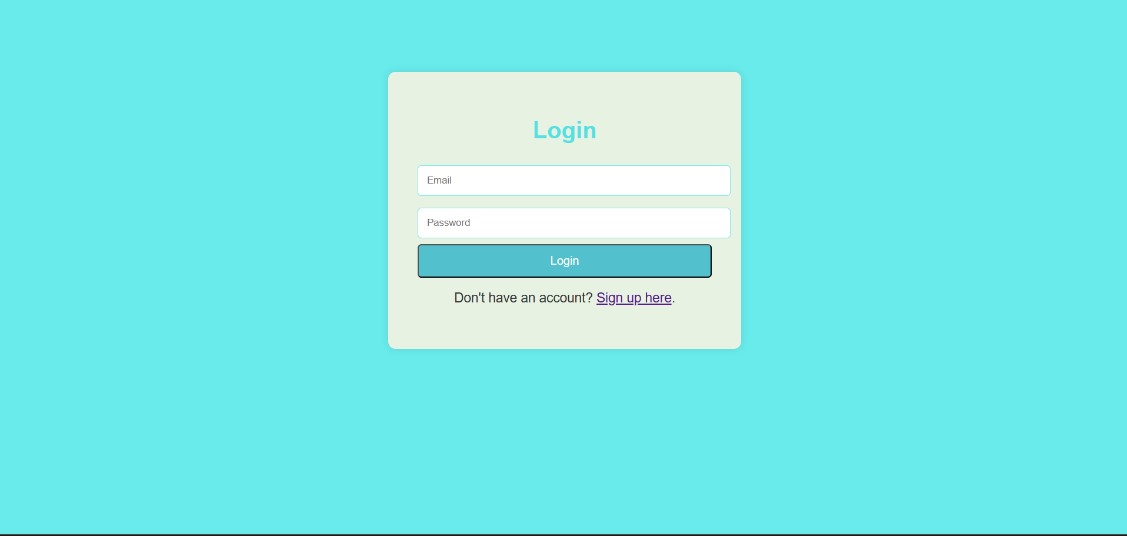 Login
Email
Password
Login
Don't have an account? Sign up here.